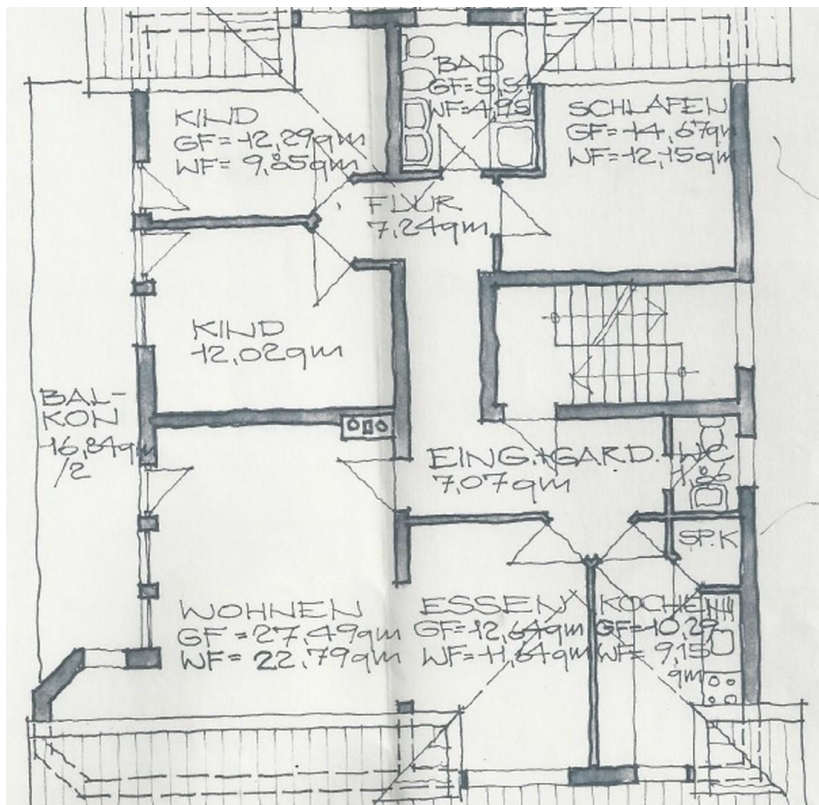 BAD
GF=5,54
WF=4,95
KIND
GF=12,29qm
WF= 9,85qm
SCHLAFEN
GF=14,67qm
WF=12,15qm
FLUR
7,24qm
KIND
12,02qm
BAL-
KON
16,84qm
/2
EING.+GARD.
7,07qm
WC
1,86
SP.K
WOHNEN
GF=27,49qm
WF= 22,79qm
ESSEN
GF=12,64qm
WF=11,64qm
KOCHEN
GF=10,29
WF= 9,15
qm